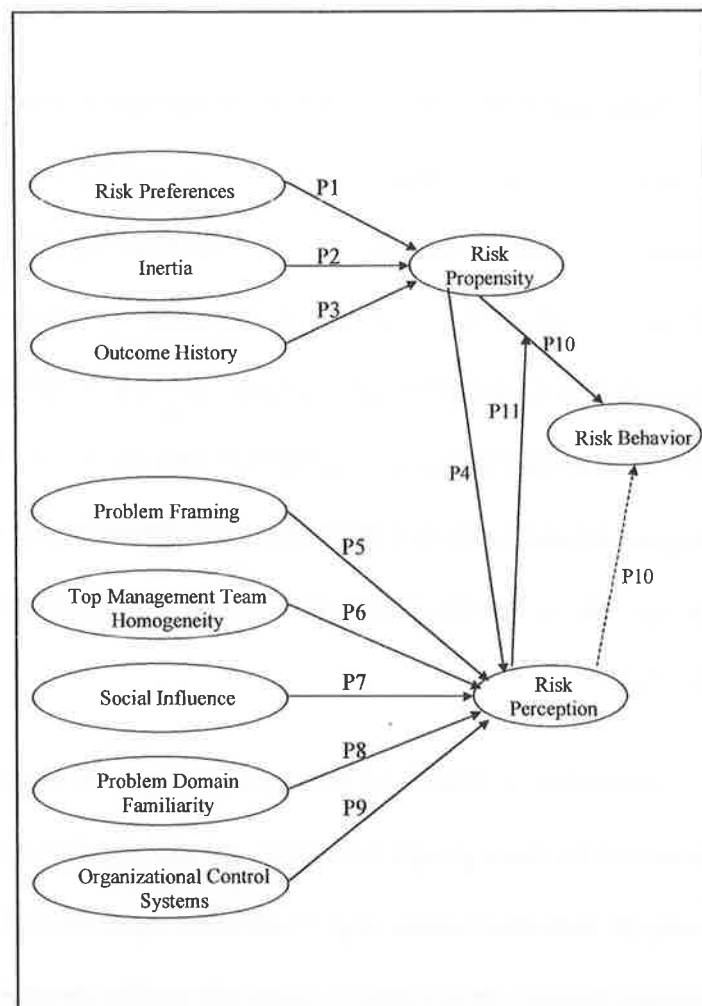 Risk Preferences
P1
Inertia
P2
Risk
Propensity
P3
Outcome History
P10
P11
Risk Behavior
P4
Problem Framing
P5
P10
Top Management Team
Homogeneity
P6
Social Influence
P7
Risk
Perception
P8
Problem Domain
Familiarity
P9
Organizational Control
Systems